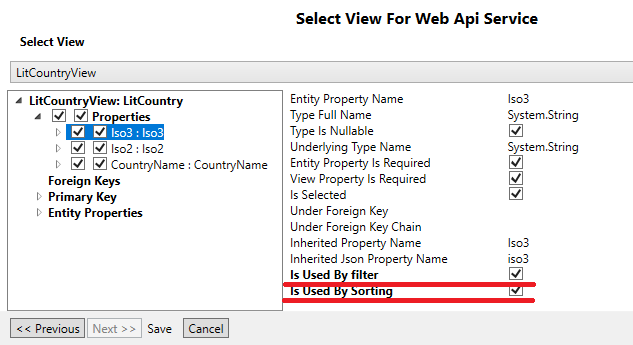 Select View For Web Api Service
Select View
LitCountryView
LitCountryView: LitCountry
Properties
Iso3 : Iso3
Iso2 : Iso2
CountryName : CountryName
Foreign Keys
Primary Key
Entity Properties
Entity Property Name Iso3
Type Full Name System.String
Type Is Nullable
Underlying Type Name System.String
Entity Property Is Required
View Property Is Required
Is Selected
Under Foreign Key
Under Foreign Key Chain
Inherited Property Name Iso3
Inherited Json Property Name iso3
Is Used By filter
Is Used By Sorting
<< Previous Next >> Save Cancel